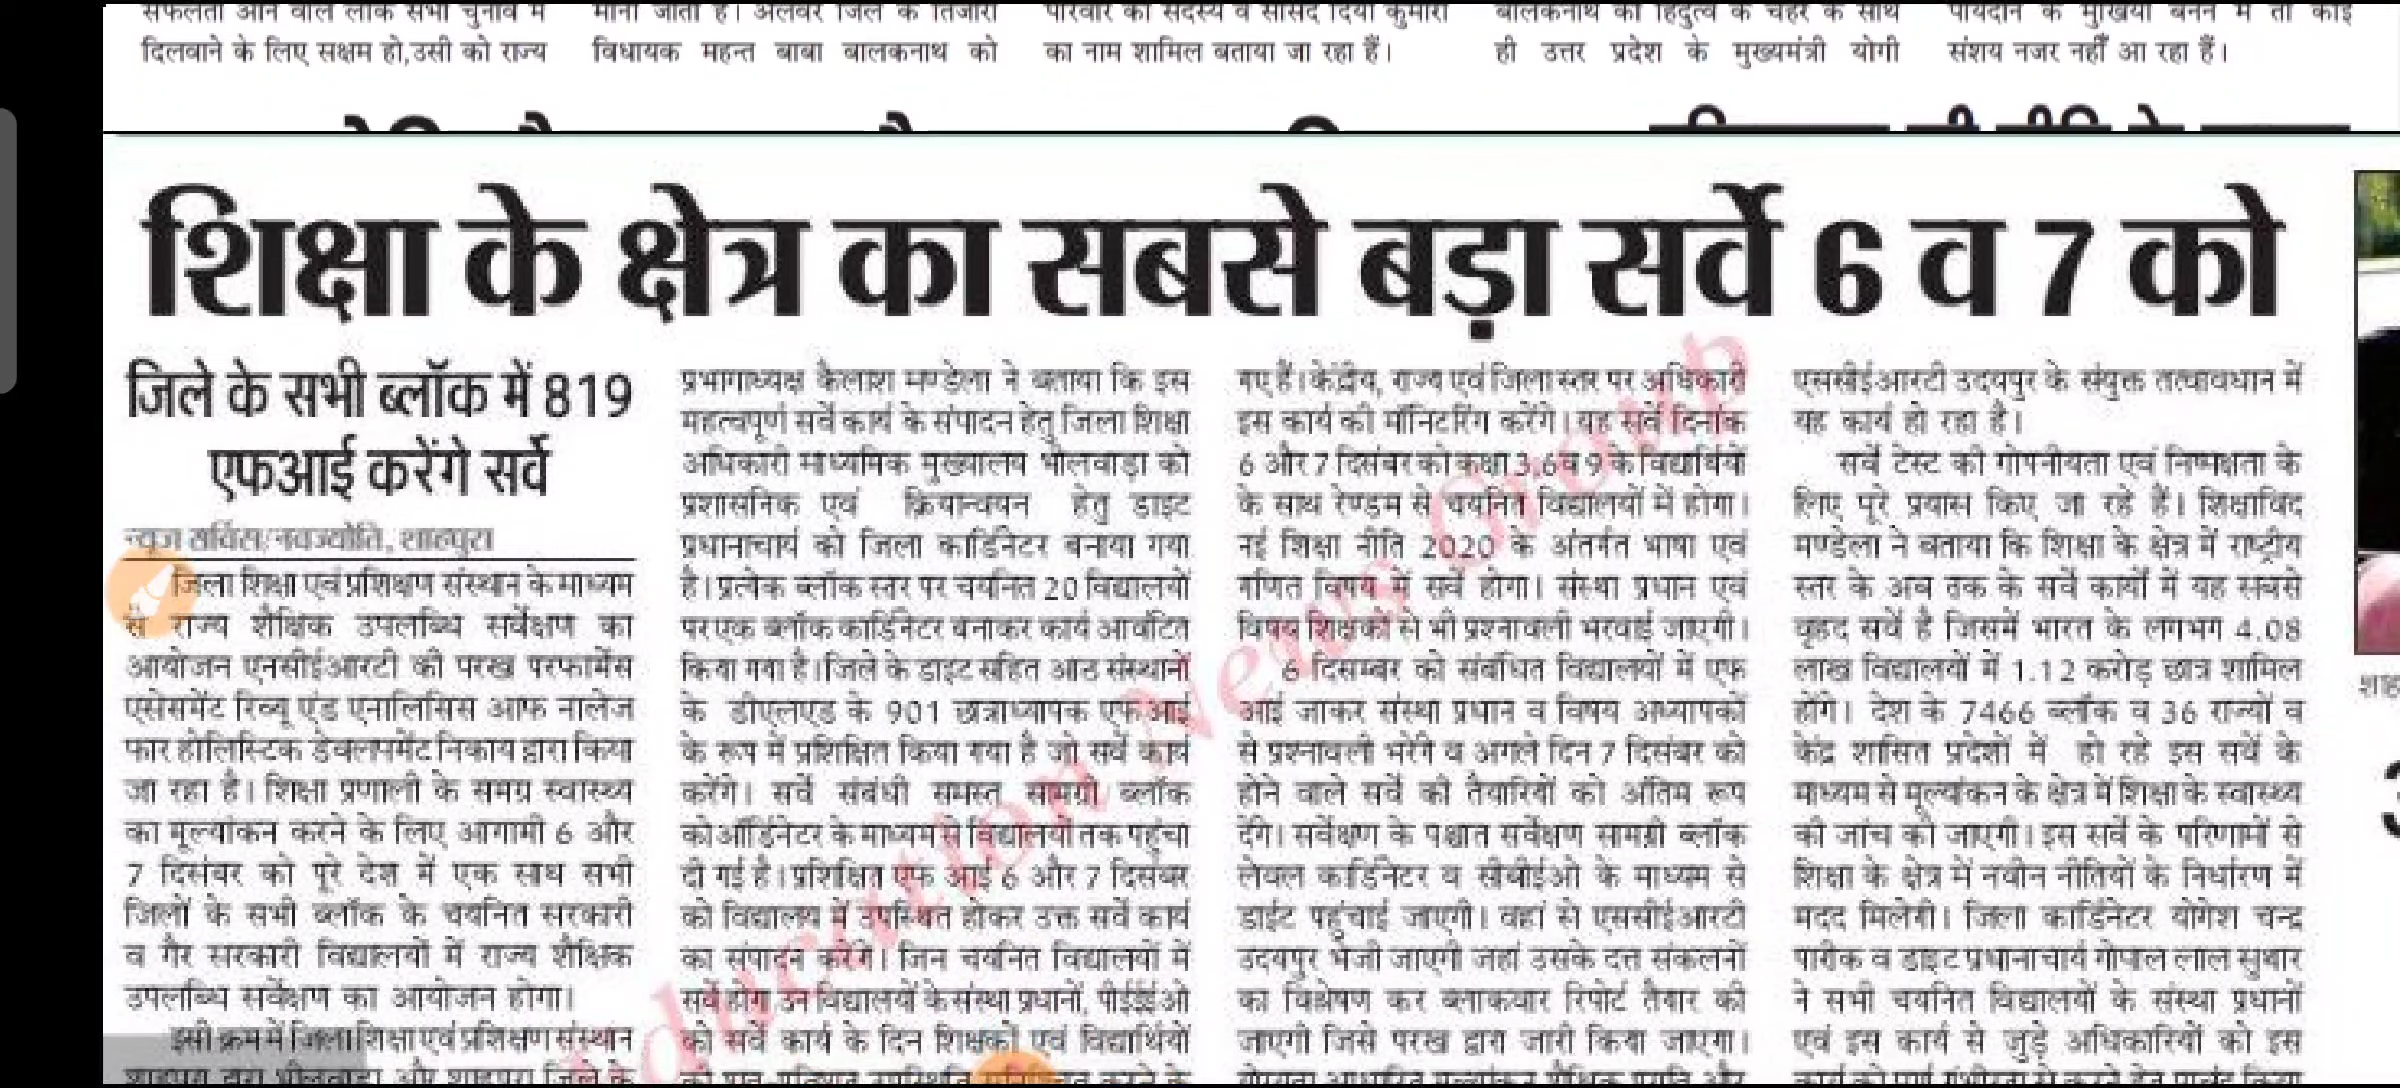 दिलवाने के लिए सक्षम हो,उसी को राज्य
विधायक महन्त बाबा बालकनाथ को
का नाम शामिल बताया जा रहा हैं।
ही उत्तर प्रदेश के मुख्यमंत्री योगी
संशय नजर नहीं आ रहा हैं।
शिक्षा के क्षेत्र का सबसे बड़ा सर्वे 6 व 7 को
जिले के सभी ब्लॉक में 819
एफआई करेंगे सर्वे
न्यूज सर्विस/नवज्योति, शाहपुरा
जिला शिक्षा एवं प्रशिक्षण संस्थान के माध्यम
से राज्य शैक्षिक उपलब्धि सर्वेक्षण का
आयोजन एनसीईआरटी की परख परफार्मेंस
एसेसमेंट रिव्यू एंड एनालिसिस आफ नालेज
फार होलिस्टिक डेवलपमेंट निकाय द्वारा किया
जा रहा है। शिक्षा प्रणाली के समग्र स्वास्थ्य
का मूल्यांकन करने के लिए आगामी 6 और
7 दिसंबर को पूरे देश में एक साथ सभी
जिलों के सभी ब्लॉक के चयनित सरकारी
व गैर सरकारी विद्यालयों में राज्य शैक्षिक
उपलब्धि सर्वेक्षण का आयोजन होगा।
इसी क्रम में जिला शिक्षा एवं प्रशिक्षण संस्थान
प्रभागाध्यक्ष कैलाश मण्डेला ने बताया कि इस
महत्वपूर्ण सर्वे कार्य के संपादन हेतु जिला शिक्षा
अधिकारी माध्यमिक मुख्यालय भीलवाड़ा को
प्रशासनिक एवं क्रियान्वयन हेतु डाइट
प्रधानाचार्य को जिला कार्डिनेटर बनाया गया
है। प्रत्येक ब्लॉक स्तर पर चयनित 20 विद्यालयों
पर एक ब्लॉक कार्डिनेटर बनाकर कार्य आवंटित
किया गया है। जिले के डाइट सहित आठ संस्थानों
के डीएलएड के 901 छात्राध्यापक एफ आई
के रूप में प्रशिक्षित किया गया है जो सर्वे कार्य
करेंगे। सर्वे संबंधी समस्त सामग्री ब्लॉक
कोऑर्डिनेटर के माध्यम से विद्यालयों तक पहुंचा
दी गई है। प्रशिक्षित एफ आई 6 और 7 दिसंबर
को विद्यालय में उपस्थित होकर उक्त सर्वे कार्य
का संपादन करेंगे। जिन चयनित विद्यालयों में
सर्वे होगा उन विद्यालयों के संस्था प्रधानों, पीईईओ
को सर्वे कार्य के दिन शिक्षकों एवं विद्यार्थियों
की शत-प्रतिशत उपस्थिति सुनिश्चित करने के
गए हैं। केंद्रीय, राज्य एवं जिला स्तर पर अधिकारी
इस कार्य की मॉनिटरिंग करेंगे। यह सर्वे दिनांक
6 और 7 दिसंबर को कक्षा 3,6 व 9 के विद्यार्थियों
के साथ रेण्डम से चयनित विद्यालयों में होगा।
नई शिक्षा नीति 2020 के अंतर्गत भाषा एवं
गणित विषय में सर्वे होगा। संस्था प्रधान एवं
विषय शिक्षकों से भी प्रश्नावली भरवाई जाएगी।
6 दिसम्बर को संबंधित विद्यालयों में एफ
आई जाकर संस्था प्रधान व विषय अध्यापकों
से प्रश्नावली भरेंगे व अगले दिन 7 दिसंबर को
होने वाले सर्वे की तैयारियों को अंतिम रूप
देंगे। सर्वेक्षण के पश्चात सर्वेक्षण सामग्री ब्लॉक
लेवल कार्डिनेटर व सीबीईओ के माध्यम से
डाईट पहुंचाई जाएगी। वहां से एससीईआरटी
उदयपुर भेजी जाएगी जहां उसके दत्त संकलनों
का विश्लेषण कर ब्लाकवार रिपोर्ट तैयार की
जाएगी जिसे परख द्वारा जारी किया जाएगा।
एससीईआरटी उदयपुर के संयुक्त तत्वावधान में
यह कार्य हो रहा है।
सर्वे टेस्ट की गोपनीयता एवं निष्पक्षता के
लिए पूरे प्रयास किए जा रहे हैं। शिक्षाविद
मण्डेला ने बताया कि शिक्षा के क्षेत्र में राष्ट्रीय
स्तर के अब तक के सर्वे कार्यों में यह सबसे
वृहद सर्वे है जिसमें भारत के लगभग 4.08
लाख विद्यालयों में 1.12 करोड़ छात्र शामिल
होंगे। देश के 7466 ब्लॉक व 36 राज्यों व
केंद्र शासित प्रदेशों में हो रहे इस सर्वे के
माध्यम से मूल्यांकन के क्षेत्र में शिक्षा के स्वास्थ्य
की जांच की जाएगी। इस सर्वे के परिणामों से
शिक्षा के क्षेत्र में नवीन नीतियों के निर्धारण में
मदद मिलेगी। जिला कार्डिनेटर योगेश चन्द्र
पारीक व डाइट प्रधानाचार्य गोपाल लाल सुथार
ने सभी चयनित विद्यालयों के संस्था प्रधानों
एवं इस कार्य से जुड़े अधिकारियों को इस
Education News Group